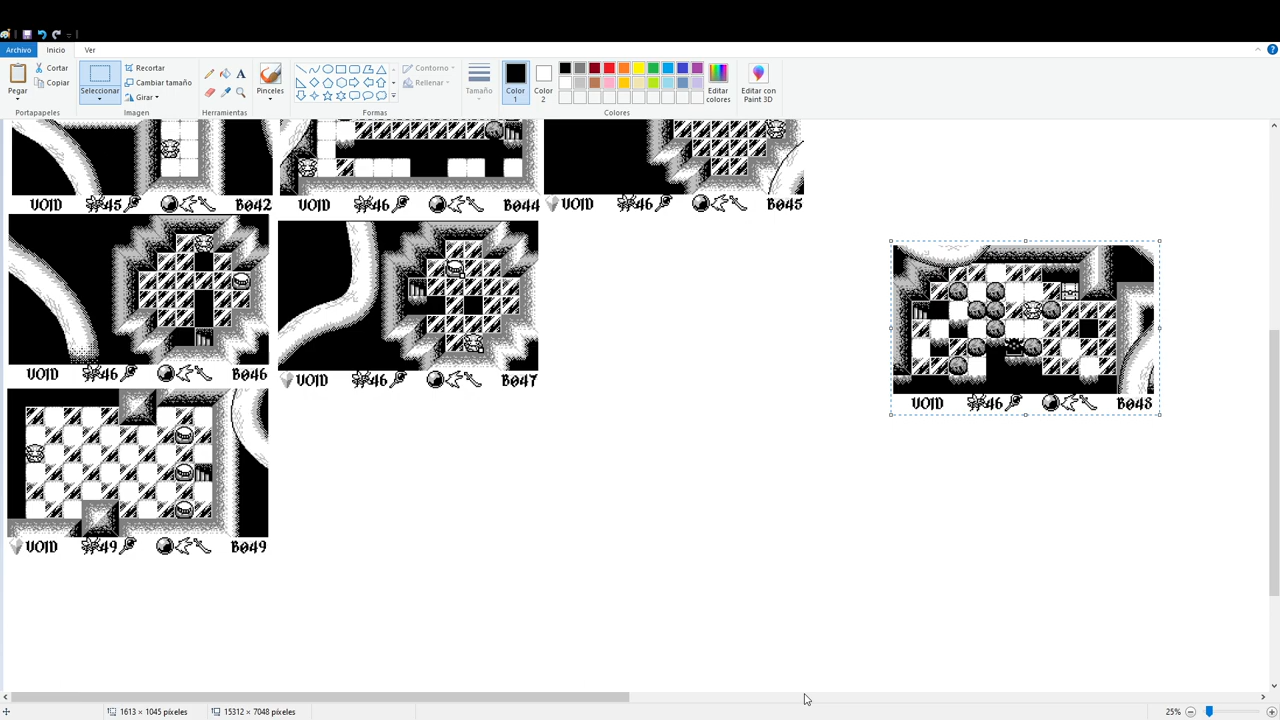 Archivo Inicio Ver
Pegar
Cortar
Copiar
Portapapeles
Seleccionar
Recortar
Cambiar tamaño
Girar
Imagen
A
Herramientas
Pinceles
Contorno
Rellenar
Formas
Tamaño
Color 1
Color 2
Editar colores
Editar con Paint 3D
Colores
VOID 45 B042
VOID 46 B044
VOID 46 B045
VOID 46 B046
VOID 46 B047
VOID 46 B048
VOID 49 B049
1613 × 1045 píxeles 15312 × 7048 píxeles 25%